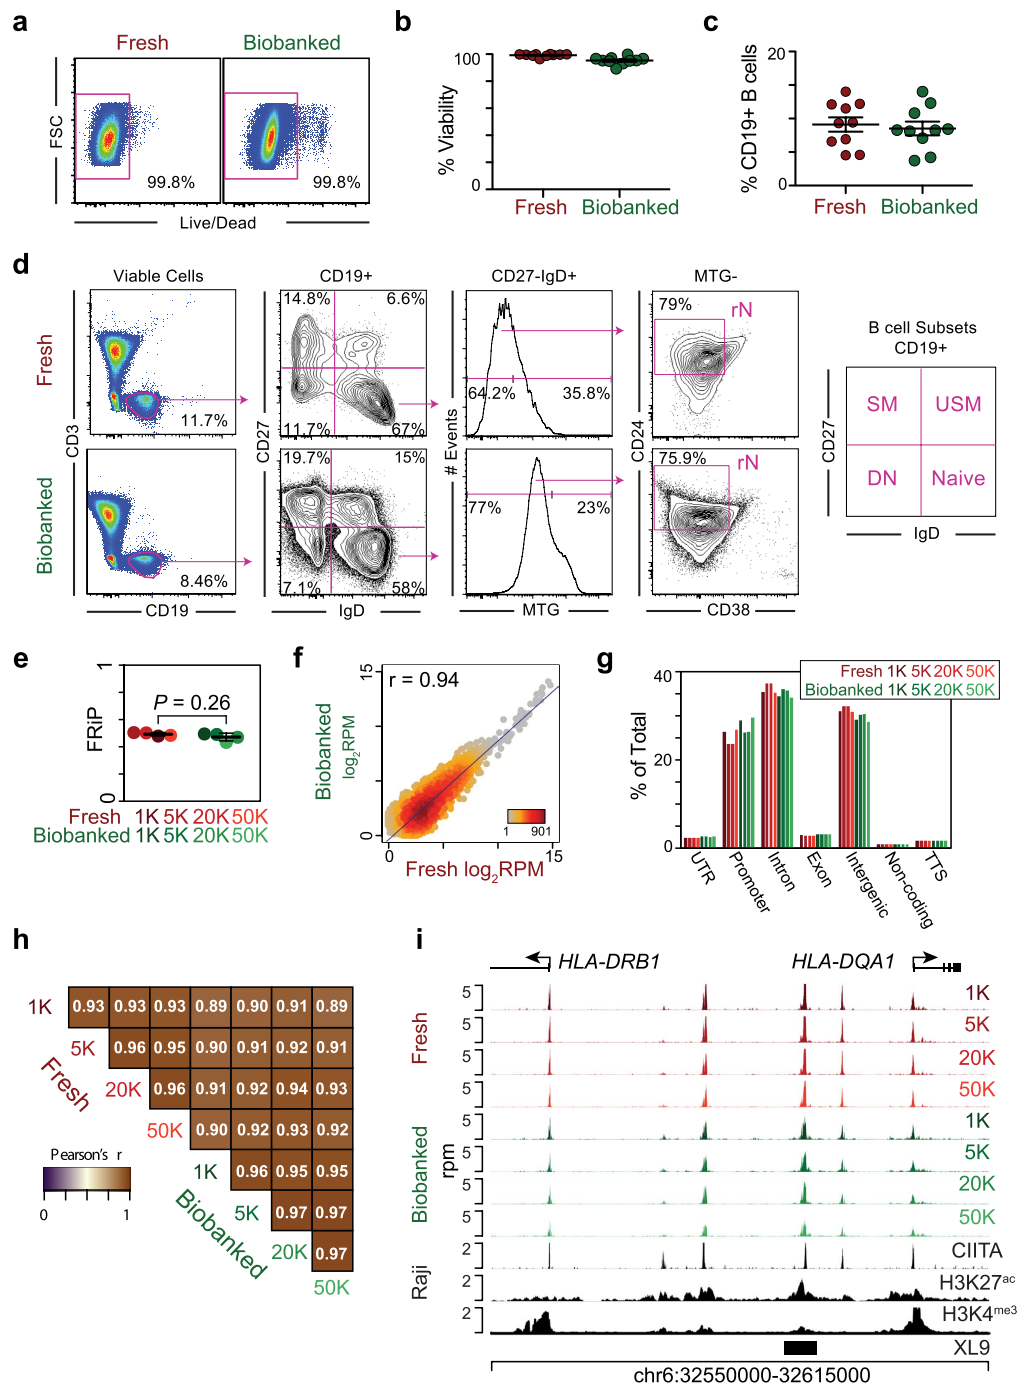 a
Fresh
Biobanked
FSC
99.8%
99.8%
Live/Dead
b
% Viability
100
0
Fresh
Biobanked
c
% CD19+ B cells
20
10
0
Fresh
Biobanked
d
Viable Cells
CD19+
CD27-IgD+
MTG-
Fresh
CD3
11.7%
CD27
14.8%
6.6%
11.7%
67%
# Events
64.2%
35.8%
CD24
79%
rN
Biobanked
8.46%
CD19
19.7%
15%
7.1%
58%
IgD
77%
23%
MTG
75.9%
rN
CD38
B cell Subsets
CD19+
CD27
SM
USM
DN
Naive
IgD
e
FRiP
1
0
P = 0.26
Fresh 1K 5K 20K 50K
Biobanked 1K 5K 20K 50K
f
Biobanked
log2RPM
15
0
r = 0.94
1 901
0 15
Fresh log2RPM
g
Fresh 1K 5K 20K 50K
Biobanked 1K 5K 20K 50K
% of Total
40
20
0
UTR
Promoter
Intron
Exon
Intergenic
Non-coding
TTS
h
1K 0.93 0.93 0.93 0.89 0.90 0.91 0.89
5K 0.96 0.95 0.90 0.91 0.92 0.91
20K 0.96 0.91 0.92 0.94 0.93
50K 0.90 0.92 0.93 0.92
1K 0.96 0.95 0.95
5K 0.97 0.97
20K 0.97
50K
Fresh
Biobanked
Pearson's r
0 1
i
HLA-DRB1
HLA-DQA1
Fresh
Biobanked
rpm
Raji
5 1K
5 5K
5 20K
5 50K
5 1K
5 5K
5 20K
5 50K
2 CIITA
2 H3K27ac
2 H3K4me3
XL9
chr6:32550000-32615000